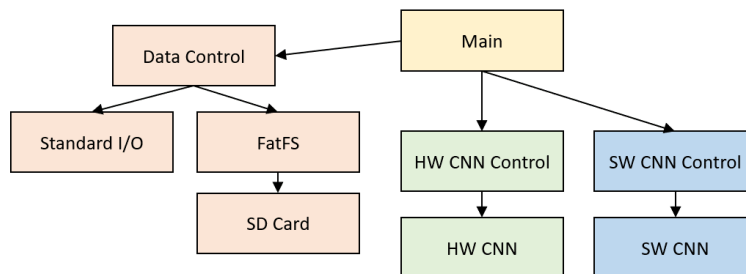 Main
Data Control
Standard I/O
FatFS
HW CNN Control
SW CNN Control
SD Card
HW CNN
SW CNN